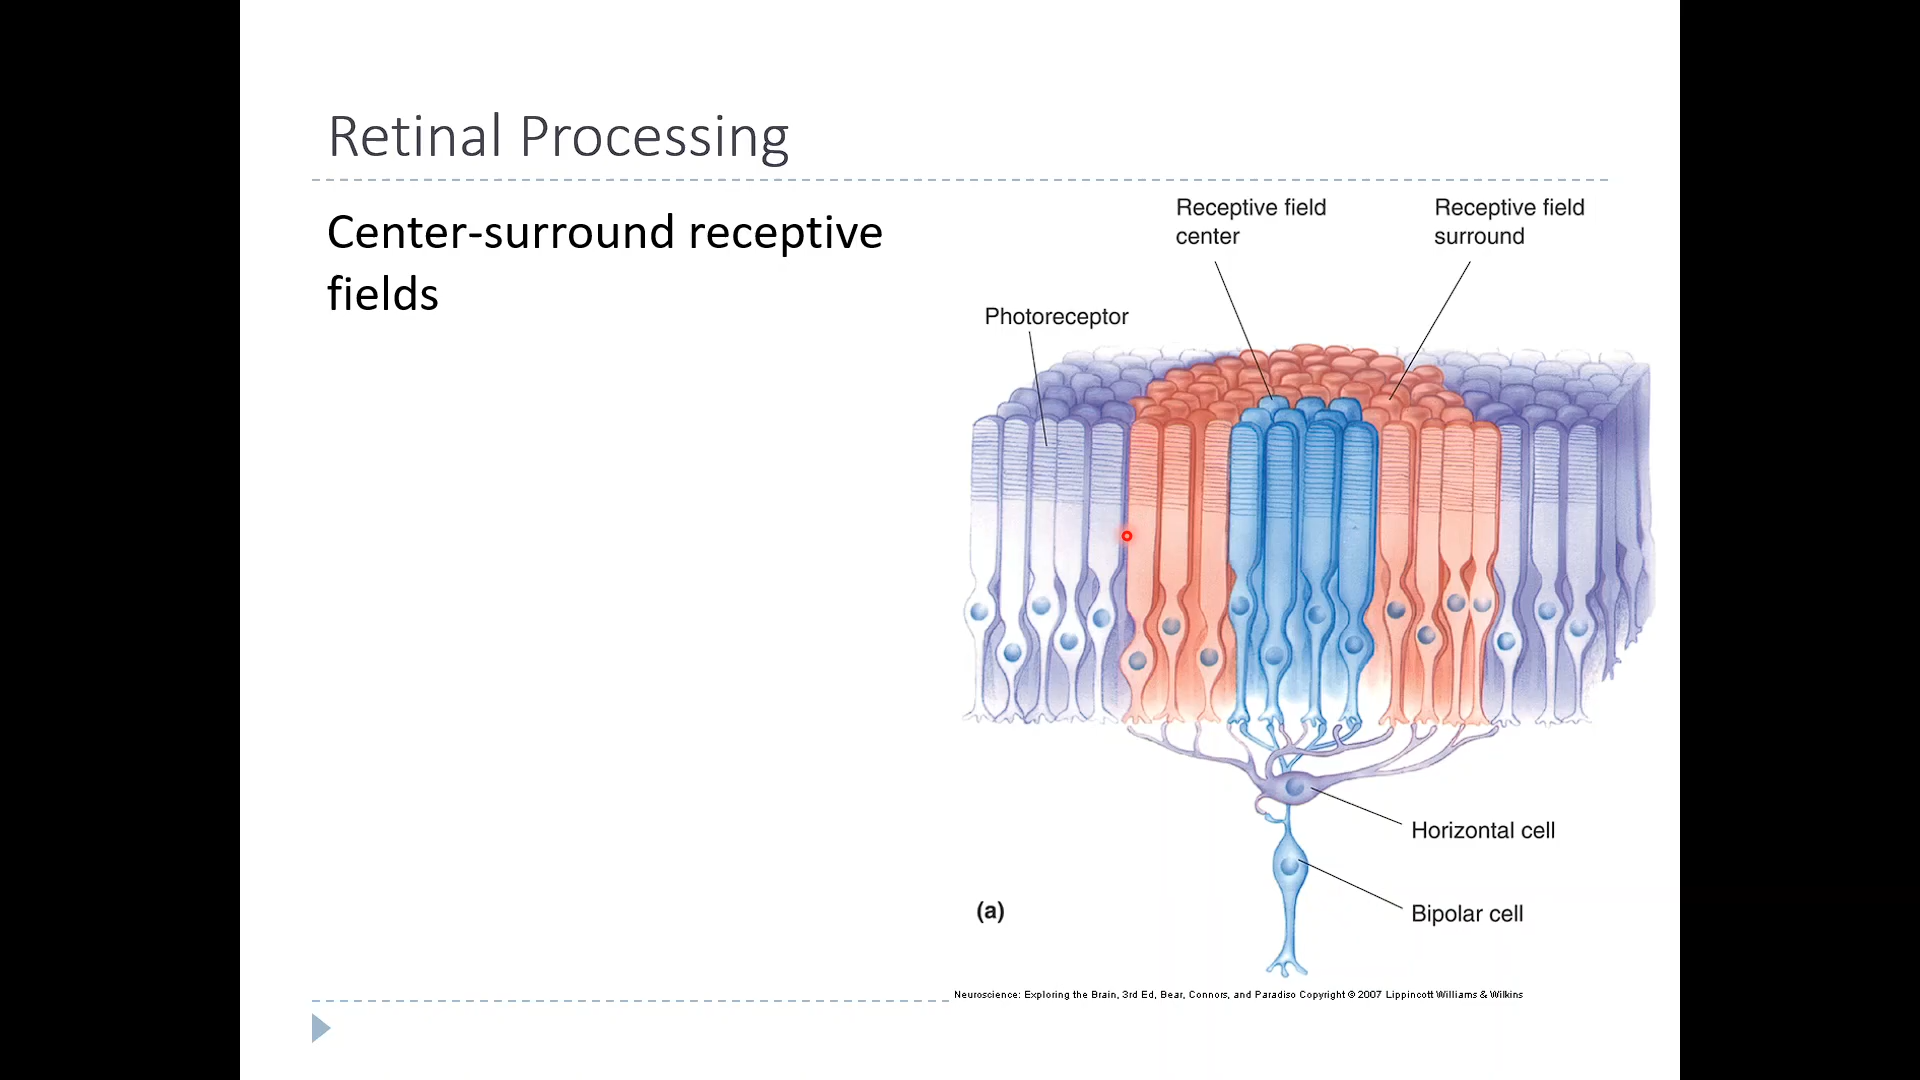 Retinal Processing
Center-surround receptive
fields
Receptive field
center
Receptive field
surround
Photoreceptor
Horizontal cell
Bipolar cell
(a)
Neuroscience: Exploring the Brain, 3rd Ed, Bear, Connors, and Paradiso Copyright © 2007 Lippincott Williams & Wilkins